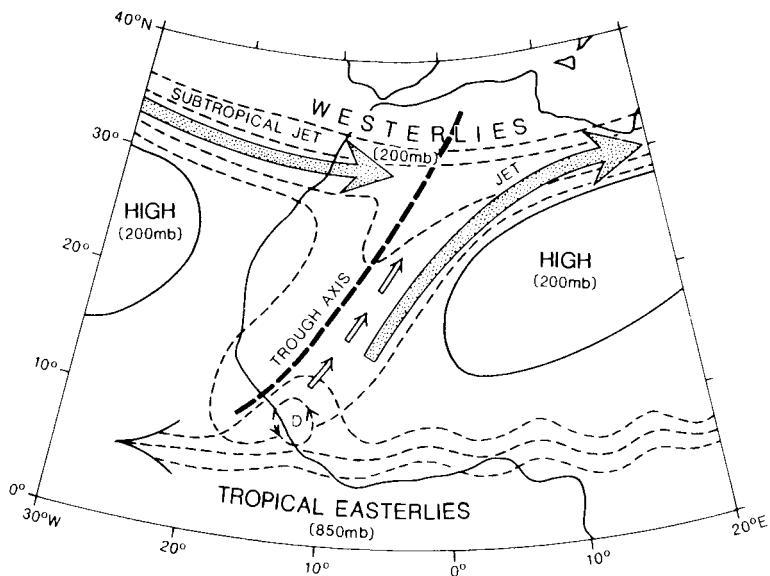 40°N
SUBTROPICAL JET
WESTERLIES
(200mb)
30°
JET
HIGH
(200mb)
HIGH
(200mb)
20°
TROUGH AXIS
10°
D
0°
TROPICAL EASTERLIES
(850mb)
30°W
20°
10°
0°
10°
20°E